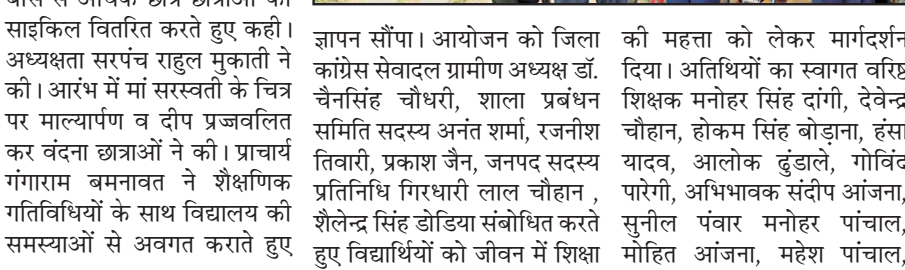 साइकिल वितरित करते हुए कही।
अध्यक्षता सरपंच राहुल मुकाती ने
की। आरंभ में मां सरस्वती के चित्र
पर माल्यार्पण व दीप प्रज्जवलित
कर वंदना छात्राओं ने की। प्राचार्य
गंगाराम बमनावत ने शैक्षणिक
गतिविधियों के साथ विद्यालय की
समस्याओं से अवगत कराते हुए
ज्ञापन सौंपा। आयोजन को जिला
कांग्रेस सेवादल ग्रामीण अध्यक्ष डॉ.
चैनसिंह चौधरी, शाला प्रबंधन
समिति सदस्य अनंत शर्मा, रजनीश
तिवारी, प्रकाश जैन, जनपद सदस्य
प्रतिनिधि गिरधारी लाल चौहान ,
शैलेन्द्र सिंह डोडिया संबोधित करते
हुए विद्यार्थियों को जीवन में शिक्षा
की महत्ता को लेकर मार्गदर्शन
दिया। अतिथियों का स्वागत वरिष्ठ
शिक्षक मनोहर सिंह दांगी, देवेन्द्र
चौहान, होकम सिंह बोड़ाना, हंसा
यादव, आलोक ढुंडाले, गोविंद
पारेगी, अभिभावक संदीप आंजना,
सुनील पंवार मनोहर पांचाल,
मोहित आंजना, महेश पांचाल,